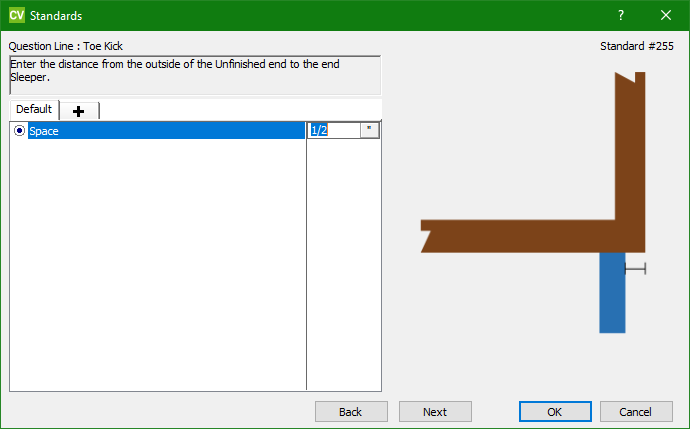 CV Standards ?
Question Line : Toe Kick Standard #255
Enter the distance from the outside of the Unfinished end to the end
Sleeper.
Default
Space 1/2 "
Back Next OK Cancel